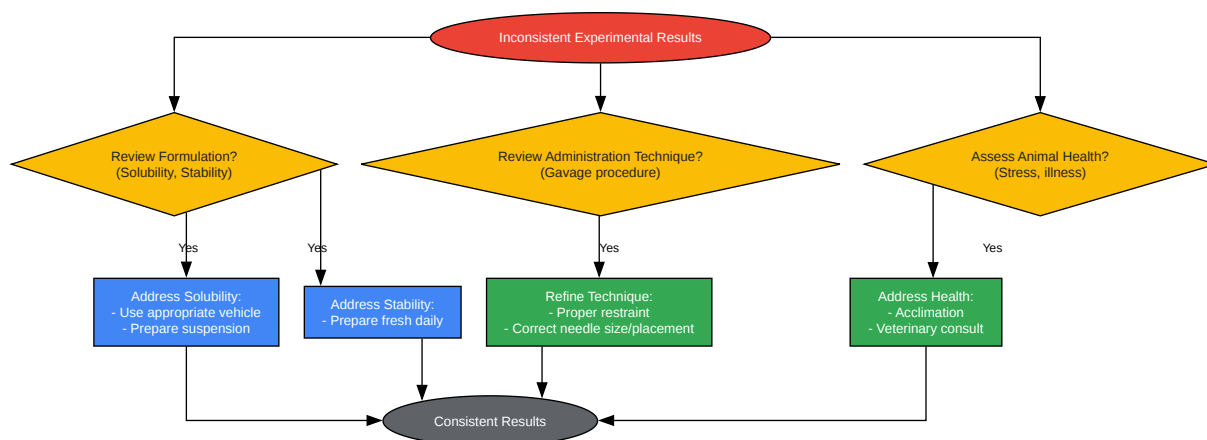 Inconsistent Experimental Results
Review Formulation?
(Solubility, Stability)
Review Administration Technique?
(Gavage procedure)
Assess Animal Health?
(Stress, illness)
Yes
Yes
Yes
Yes
Address Solubility:
- Use appropriate vehicle
- Prepare suspension
Address Stability:
- Prepare fresh daily
Refine Technique:
- Proper restraint
- Correct needle size/placement
Address Health:
- Acclimation
- Veterinary consult
Consistent Results